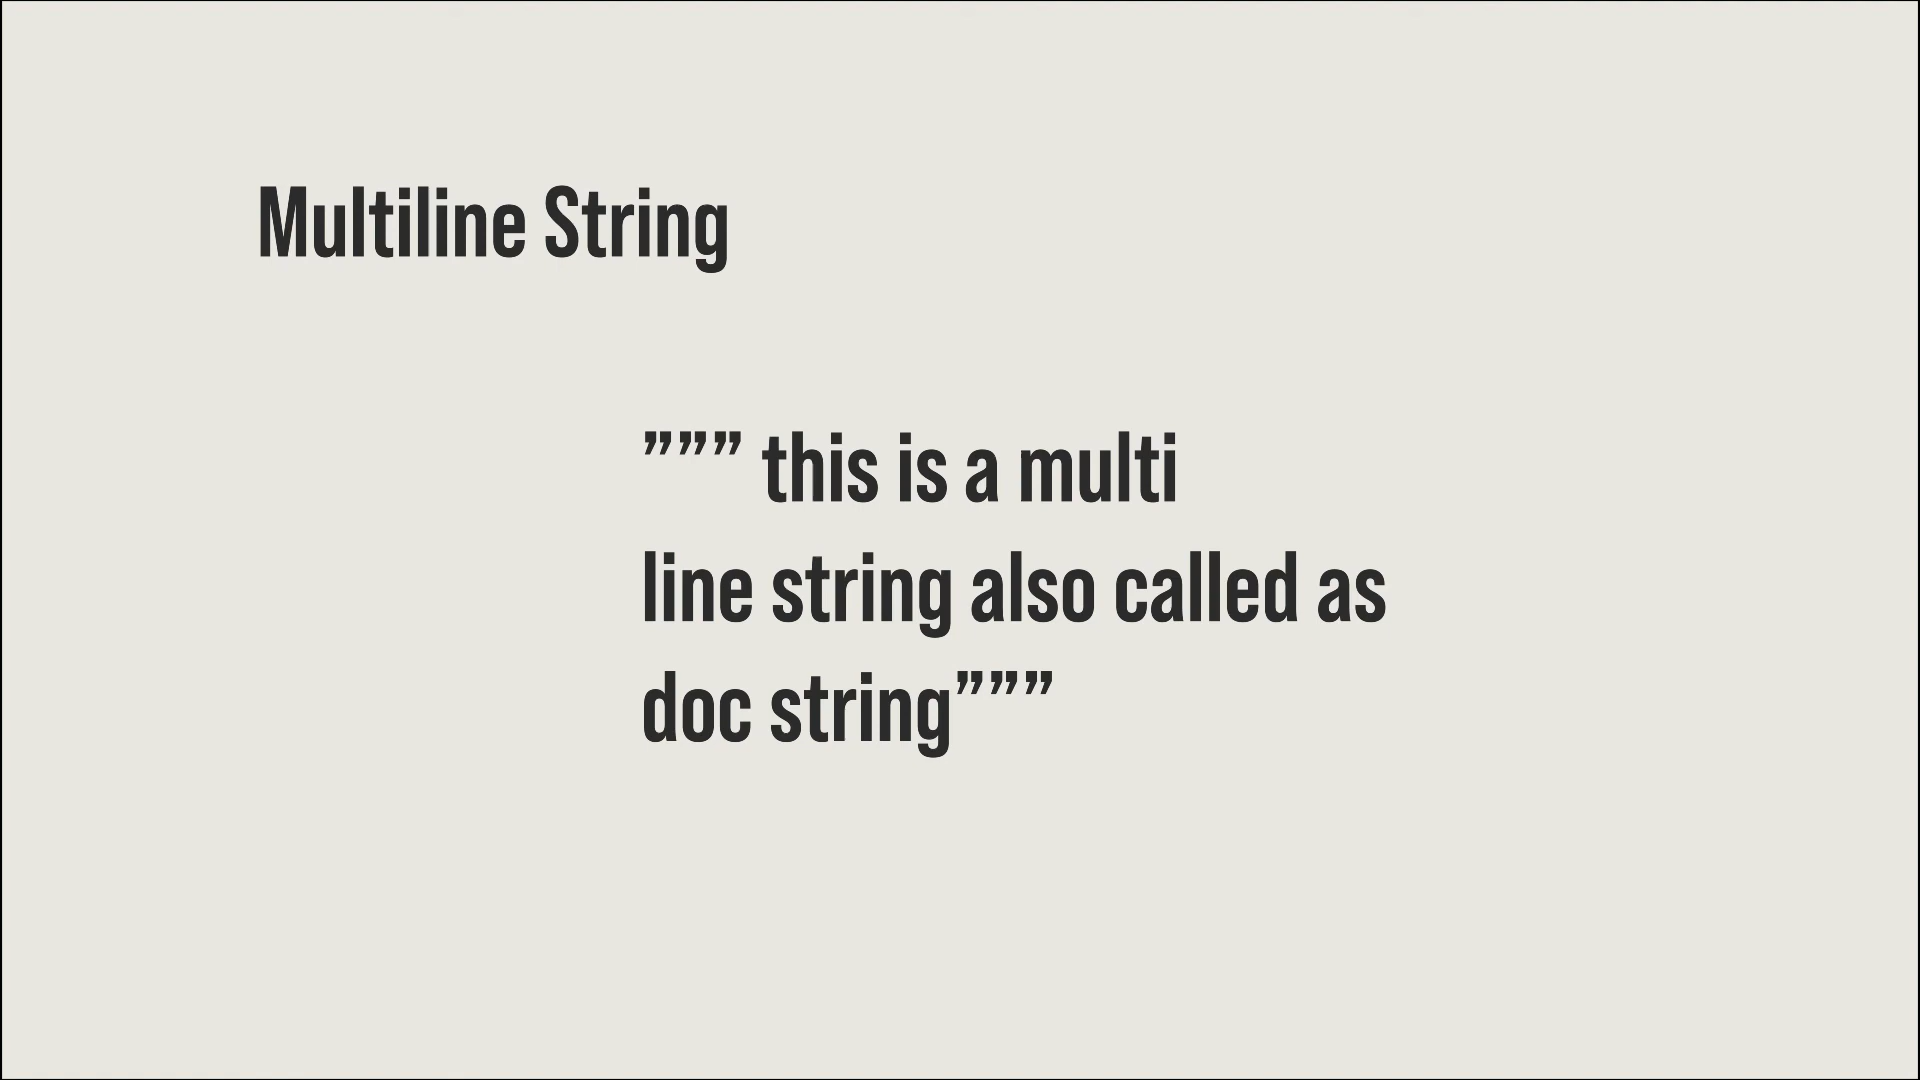 Multiline String
””” this is a multi
line string also called as
doc string”””